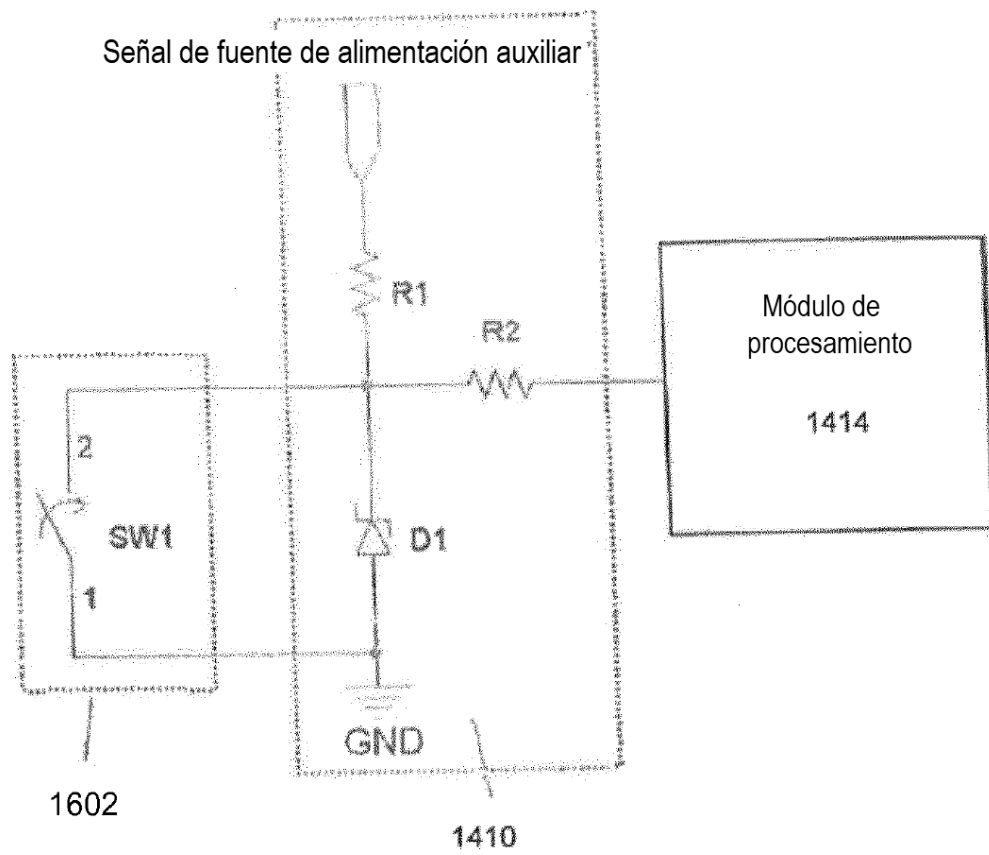 Señal de fuente de alimentación auxiliar
R1
R2
Módulo de
procesamiento
1414
2
SW1
1
D1
GND
1602
1410